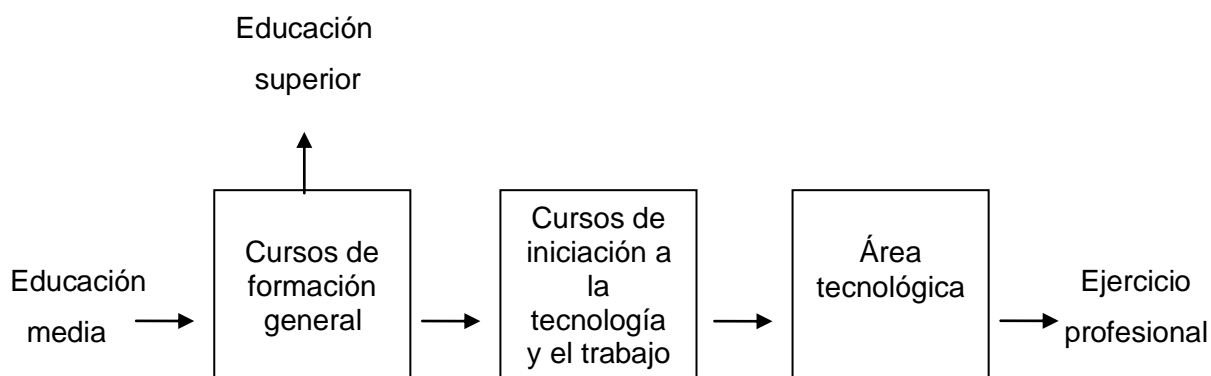 Educación
superior
Educación
media
Cursos de
formación
general
Cursos de
iniciación a
la
tecnología
y el trabajo
Área
tecnológica
Ejercicio
profesional